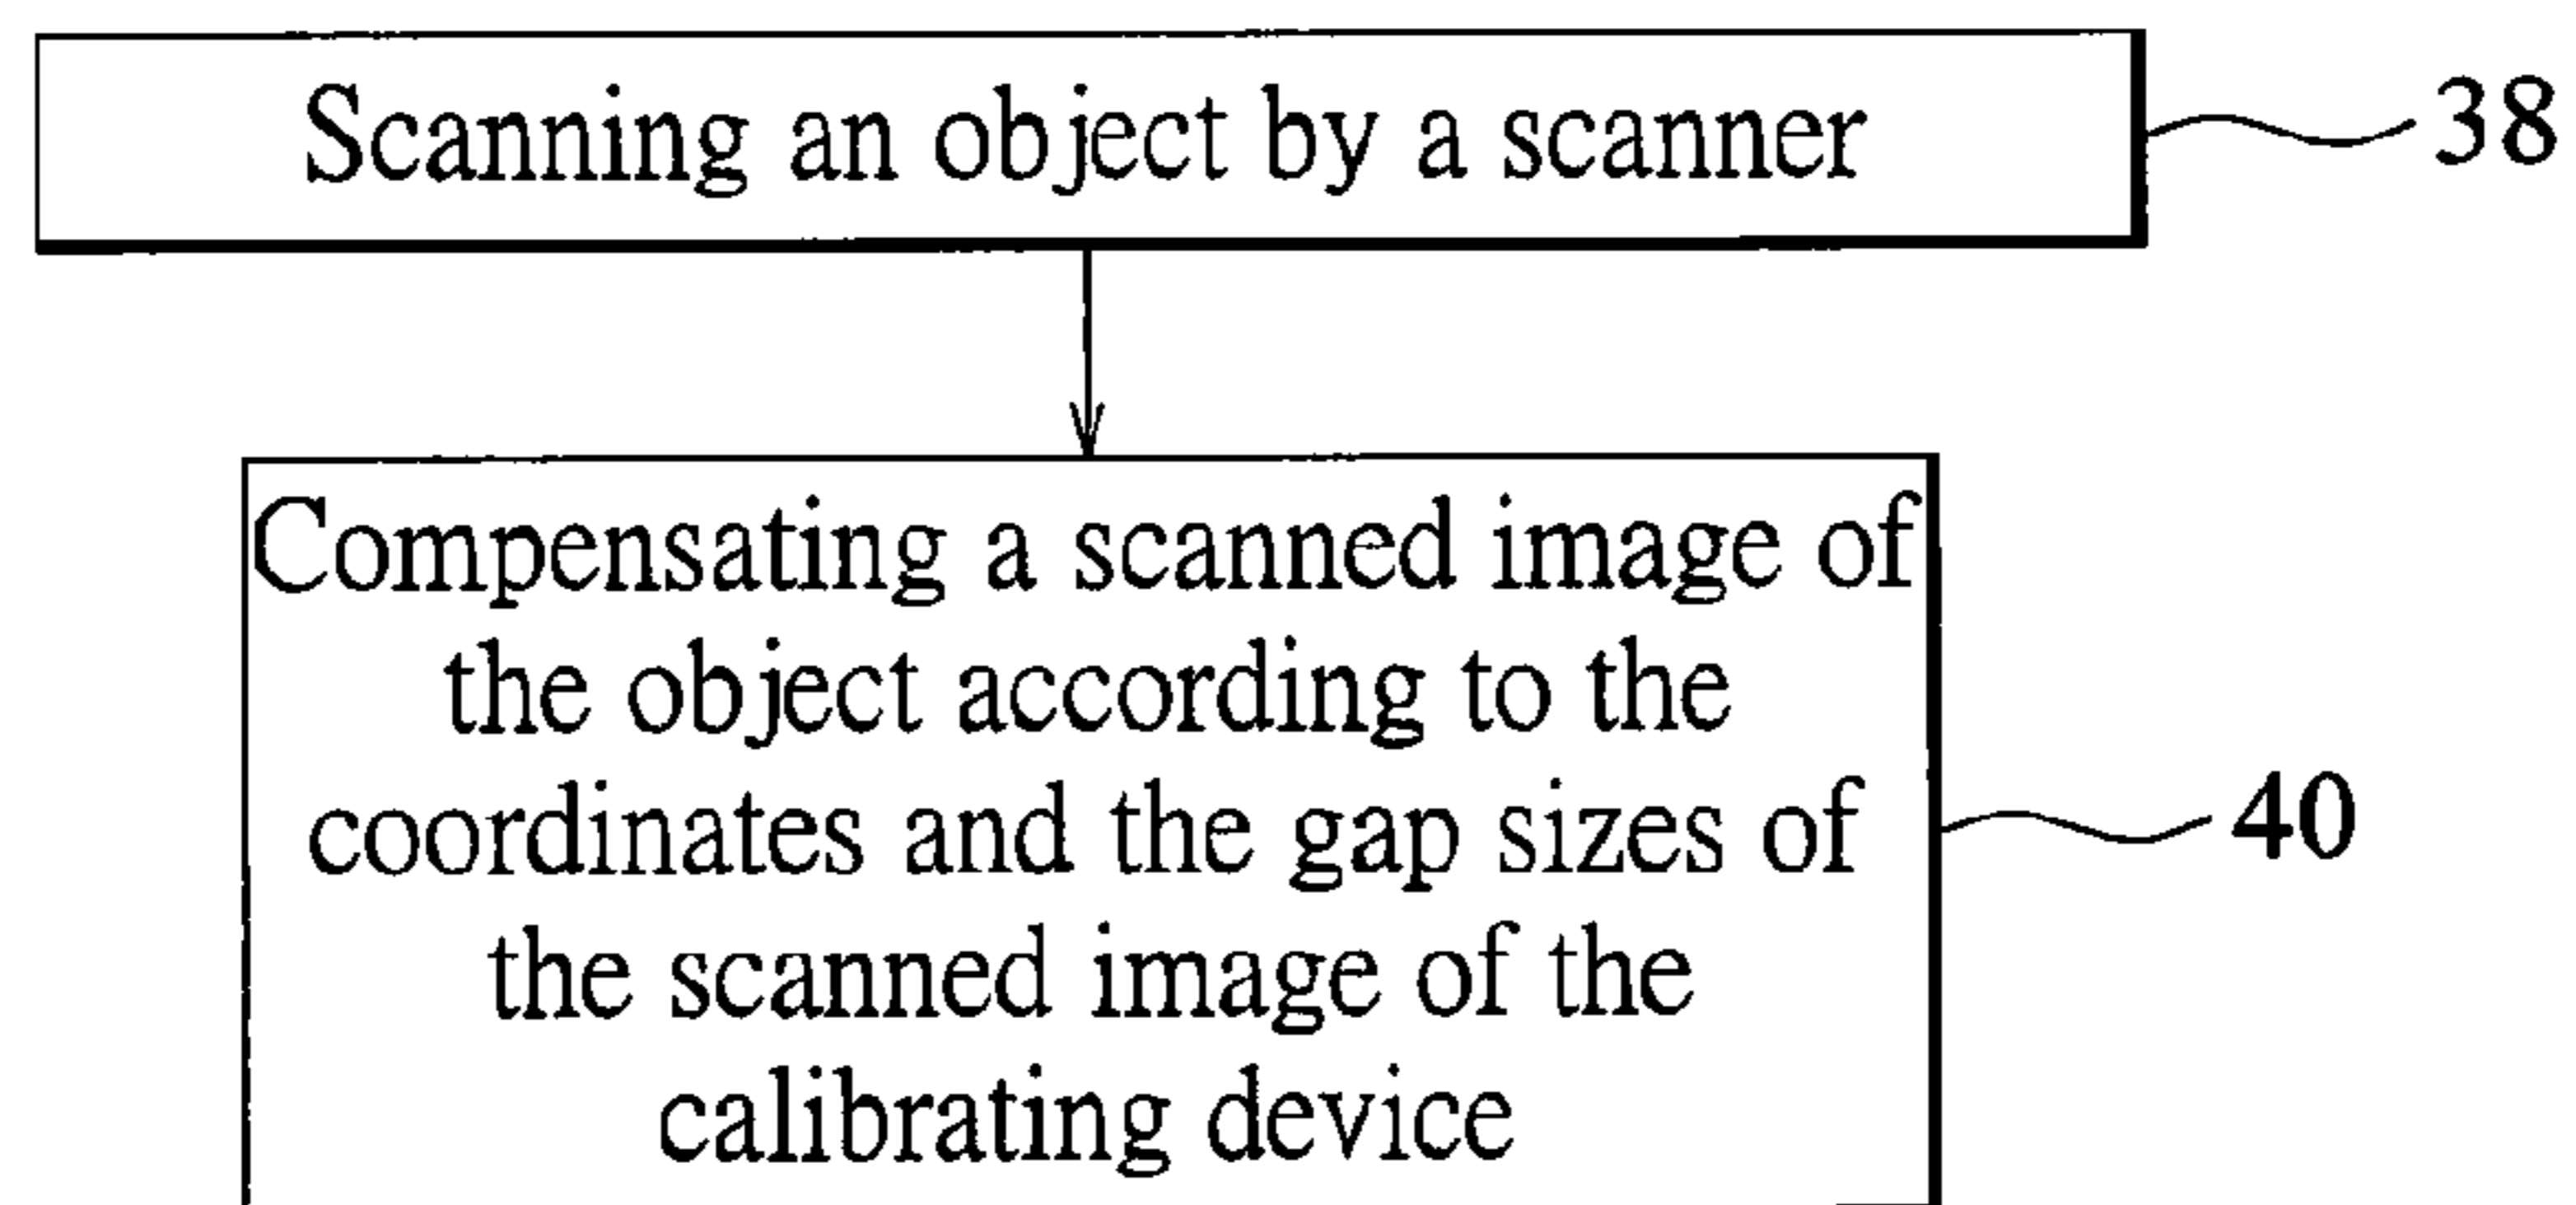 Scanning an object by a scanner
38
Compensating a scanned image of
the object according to the
coordinates and the gap sizes of
the scanned image of the
calibrating device
40